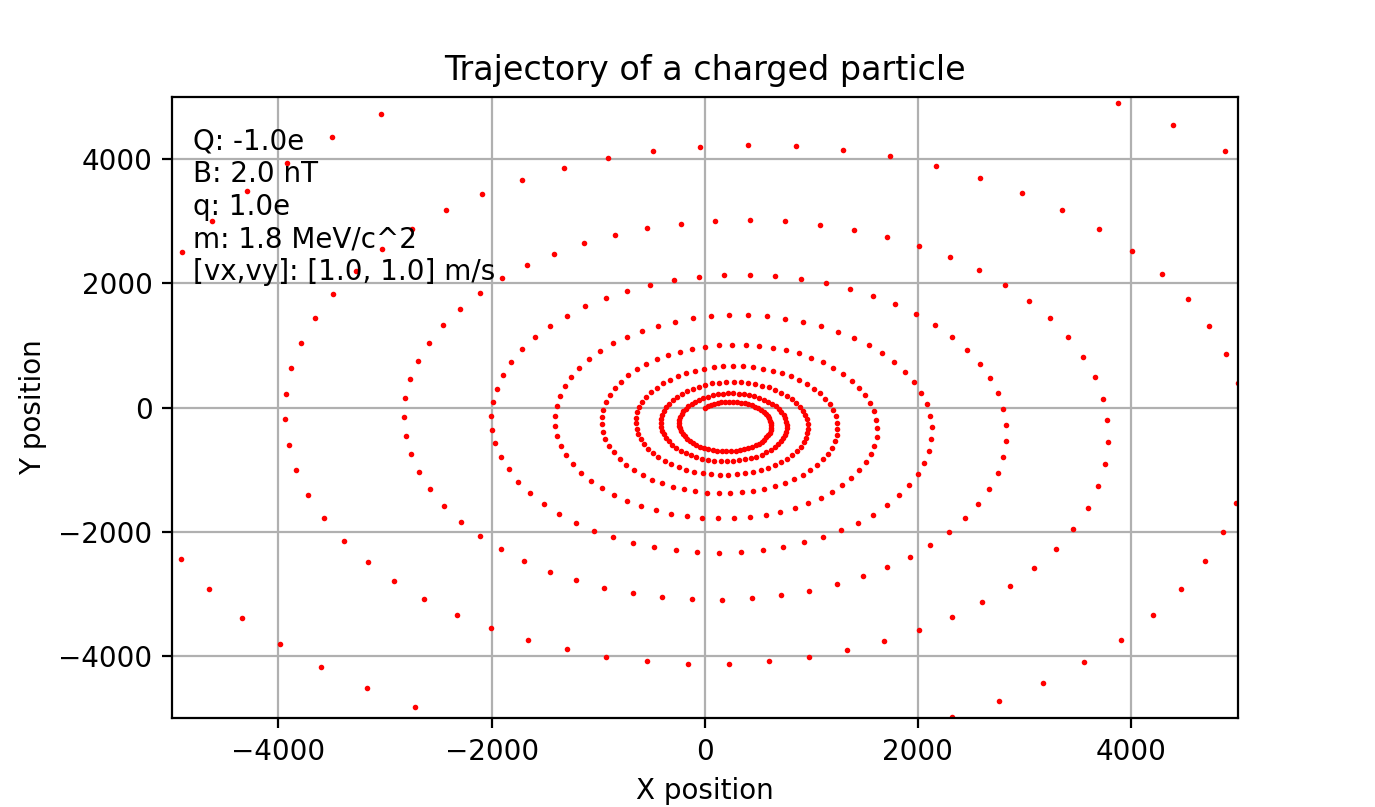 Trajectory of a charged particle
Q: -1.0e
B: 2.0 hT
q: 1.0e
m: 1.8 MeV/c^2
[vx,vy]: [1.0, 1.0] m/s
4000
2000
0
−2000
−4000
Y position
−4000 −2000 0 2000 4000
X position